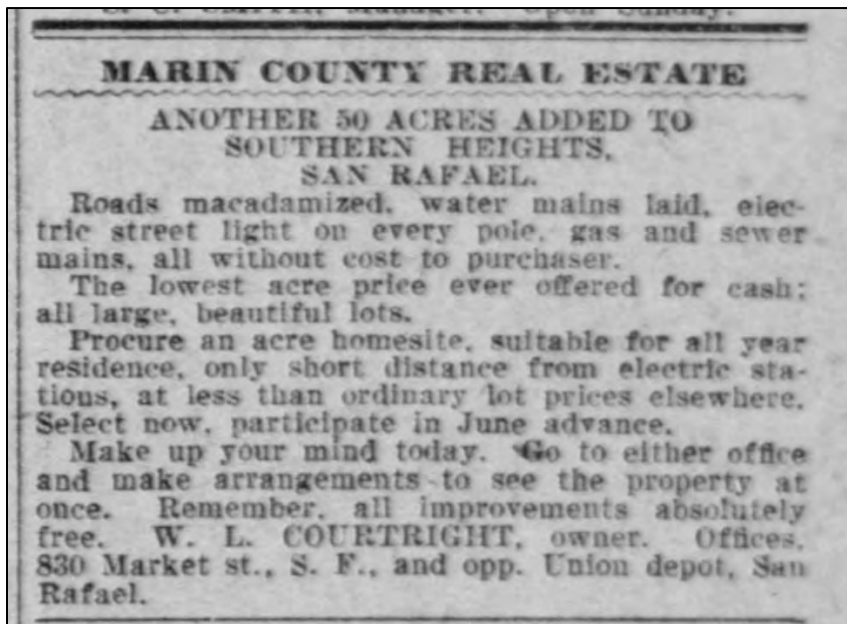 MARIN COUNTY REAL ESTATE
ANOTHER 50 ACRES ADDED TO
SOUTHERN HEIGHTS,
SAN RAFAEL.
Roads macadamized, water mains laid, elec-
tric street light on every pole, gas and sewer
mains, all without cost to purchaser.
The lowest acre price ever offered for cash;
all large, beautiful lots.
Procure an acre homesite, suitable for all year
residence, only short distance from electric sta-
tions, at less than ordinary lot prices elsewhere.
Select now, participate in June advance.
Make up your mind today. Go to either office
and make arrangements to see the property at
once. Remember, all improvements absolutely
free. W. L. COURTRIGHT, owner. Offices,
830 Market st., S. F., and opp. Union depot, San
Rafael.